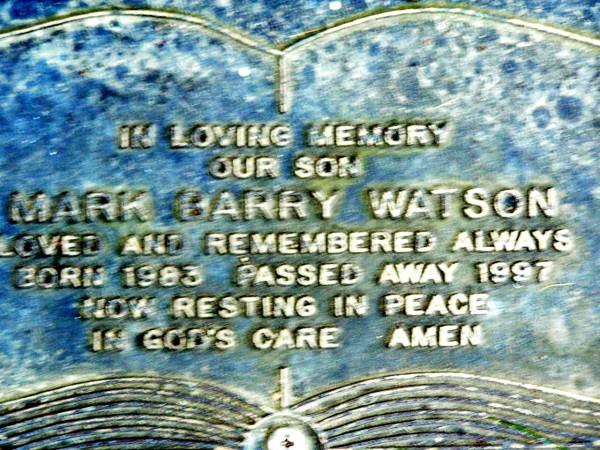 IN LOVING MEMORY
OUR SON
MARK BARRY WATSON
LOVED AND REMEMBERED ALWAYS
BORN 1983 PASSED AWAY 1997
NOW RESTING IN PEACE
IN GOD'S CARE AMEN